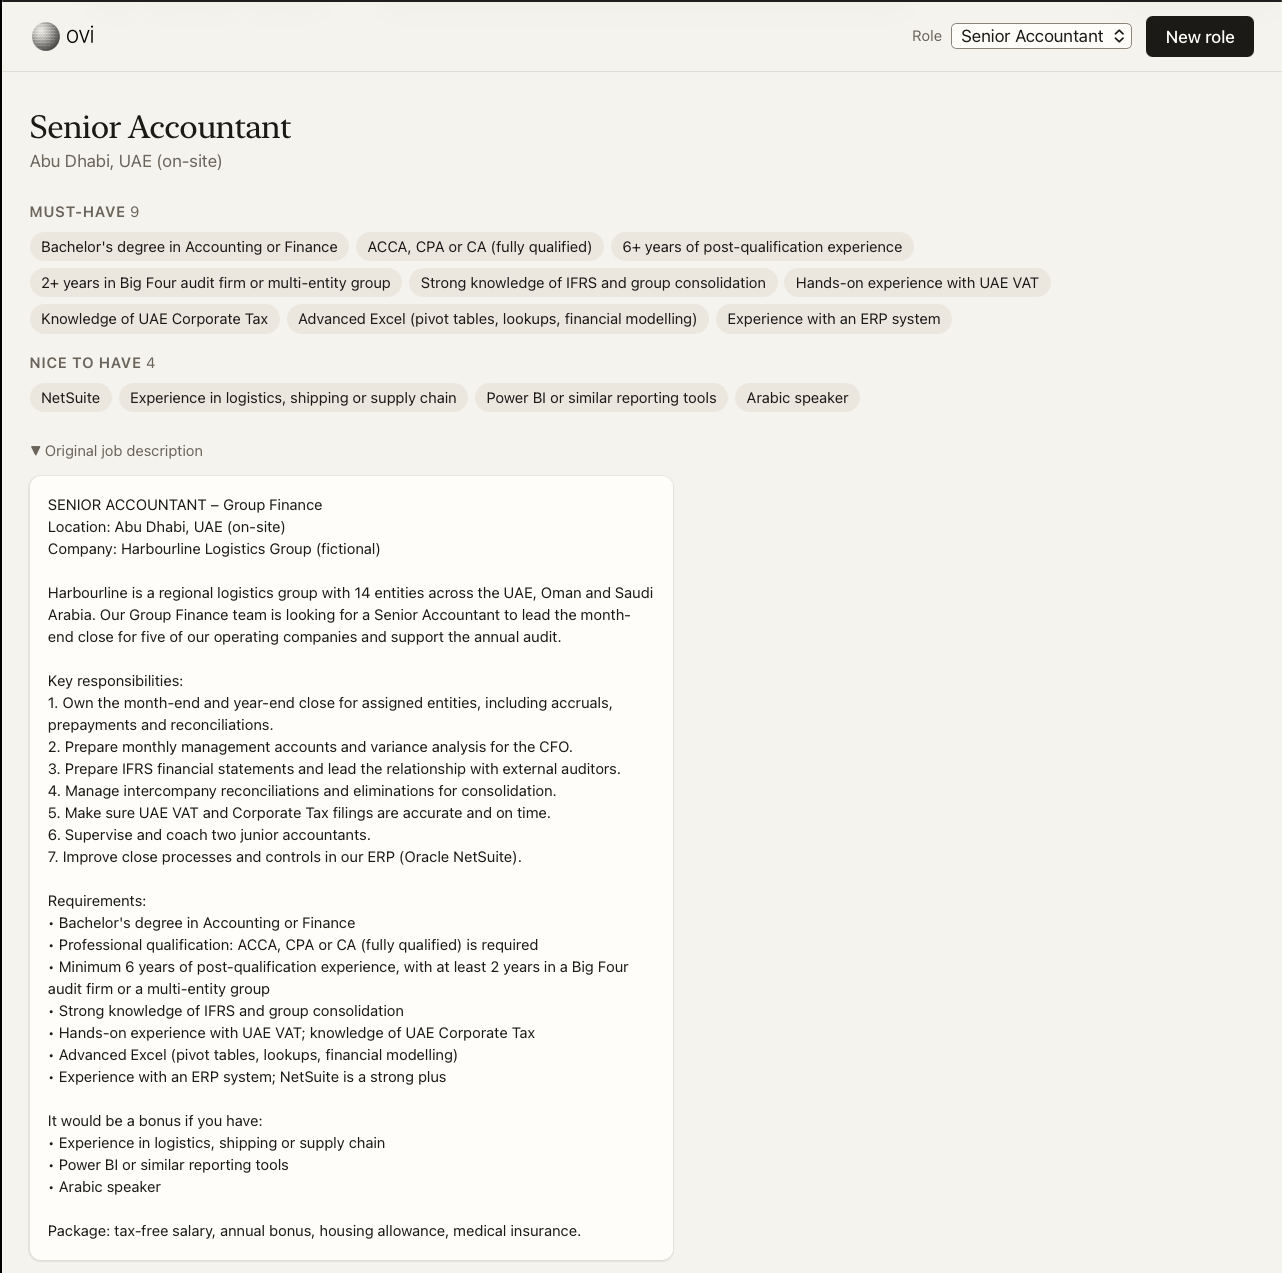 ovi
Role
Senior Accountant
New role
Senior Accountant
Abu Dhabi, UAE (on-site)
MUST-HAVE 9
Bachelor's degree in Accounting or Finance
ACCA, CPA or CA (fully qualified)
6+ years of post-qualification experience
2+ years in Big Four audit firm or multi-entity group
Strong knowledge of IFRS and group consolidation
Hands-on experience with UAE VAT
Knowledge of UAE Corporate Tax
Advanced Excel (pivot tables, lookups, financial modelling)
Experience with an ERP system
NICE TO HAVE 4
NetSuite
Experience in logistics, shipping or supply chain
Power BI or similar reporting tools
Arabic speaker
▼ Original job description
SENIOR ACCOUNTANT – Group Finance
Location: Abu Dhabi, UAE (on-site)
Company: Harbourline Logistics Group (fictional)
Harbourline is a regional logistics group with 14 entities across the UAE, Oman and Saudi
Arabia. Our Group Finance team is looking for a Senior Accountant to lead the month-
end close for five of our operating companies and support the annual audit.
Key responsibilities:
1. Own the month-end and year-end close for assigned entities, including accruals,
prepayments and reconciliations.
2. Prepare monthly management accounts and variance analysis for the CFO.
3. Prepare IFRS financial statements and lead the relationship with external auditors.
4. Manage intercompany reconciliations and eliminations for consolidation.
5. Make sure UAE VAT and Corporate Tax filings are accurate and on time.
6. Supervise and coach two junior accountants.
7. Improve close processes and controls in our ERP (Oracle NetSuite).
Requirements:
• Bachelor's degree in Accounting or Finance
• Professional qualification: ACCA, CPA or CA (fully qualified) is required
• Minimum 6 years of post-qualification experience, with at least 2 years in a Big Four
audit firm or a multi-entity group
• Strong knowledge of IFRS and group consolidation
• Hands-on experience with UAE VAT; knowledge of UAE Corporate Tax
• Advanced Excel (pivot tables, lookups, financial modelling)
• Experience with an ERP system; NetSuite is a strong plus
It would be a bonus if you have:
• Experience in logistics, shipping or supply chain
• Power BI or similar reporting tools
• Arabic speaker
Package: tax-free salary, annual bonus, housing allowance, medical insurance.